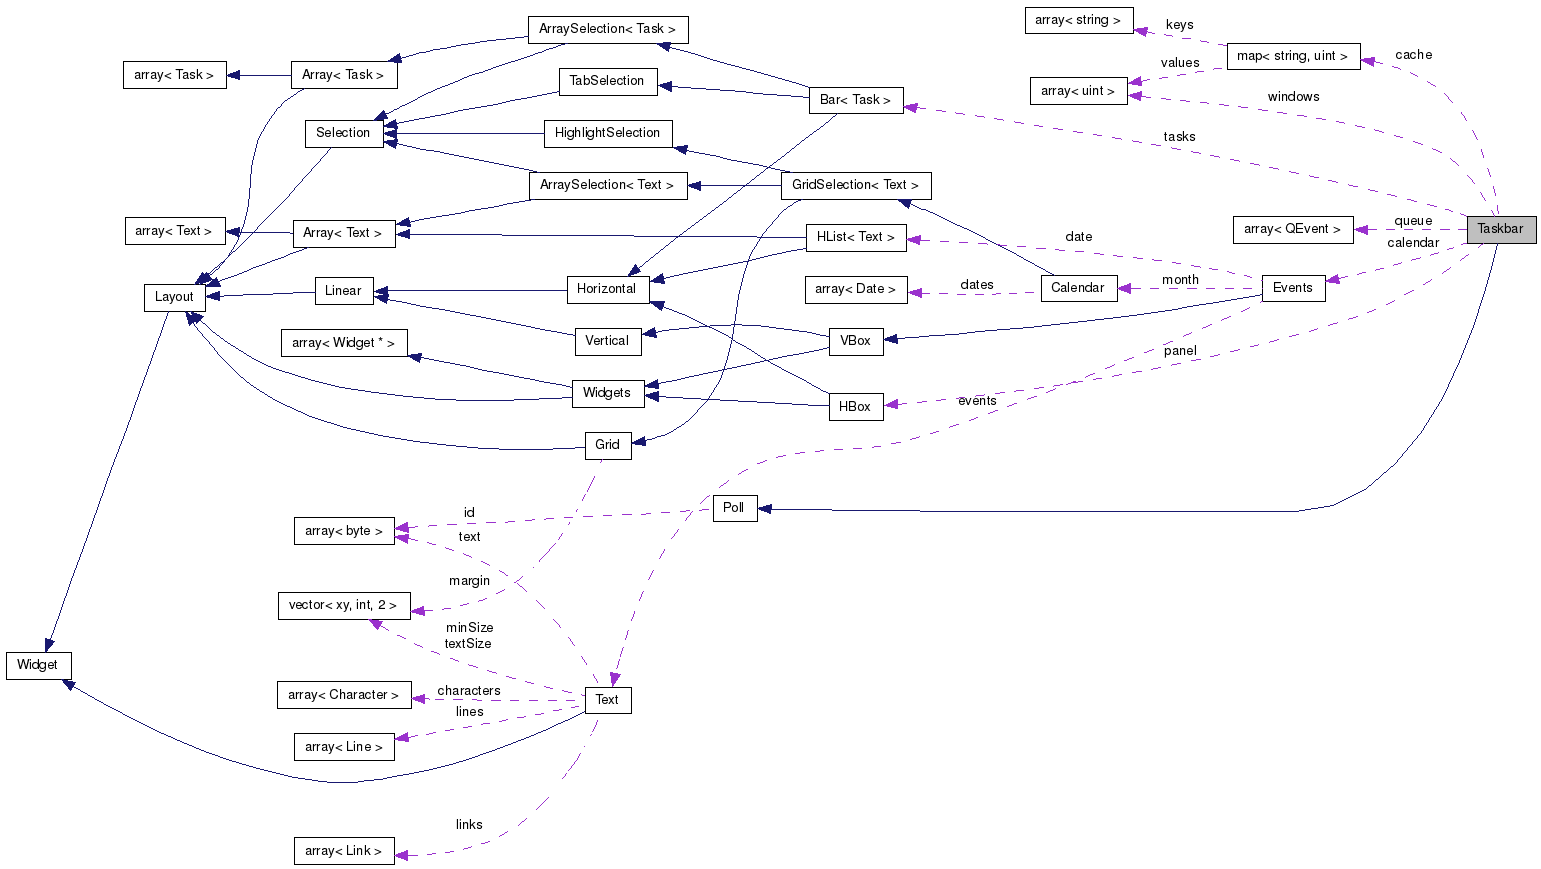 ArraySelection< Task >
array< string >
keys
map< string, uint >
cache
array< Task >
Array< Task >
TabSelection
values
array< uint >
windows
Bar< Task >
Selection
HighlightSelection
tasks
ArraySelection< Text >
GridSelection< Text >
array< Text >
Array< Text >
HList< Text >
date
array< QEvent >
queue
calendar
Taskbar
Layout
Linear
Horizontal
array< Date >
dates
Calendar
month
Events
array< Widget * >
Vertical
VBox
panel
Widgets
HBox
events
Grid
array< byte >
id
text
Poll
margin
vector< xy, int, 2 >
minSize
textSize
Widget
array< Character >
characters
Text
lines
array< Line >
links
array< Link >